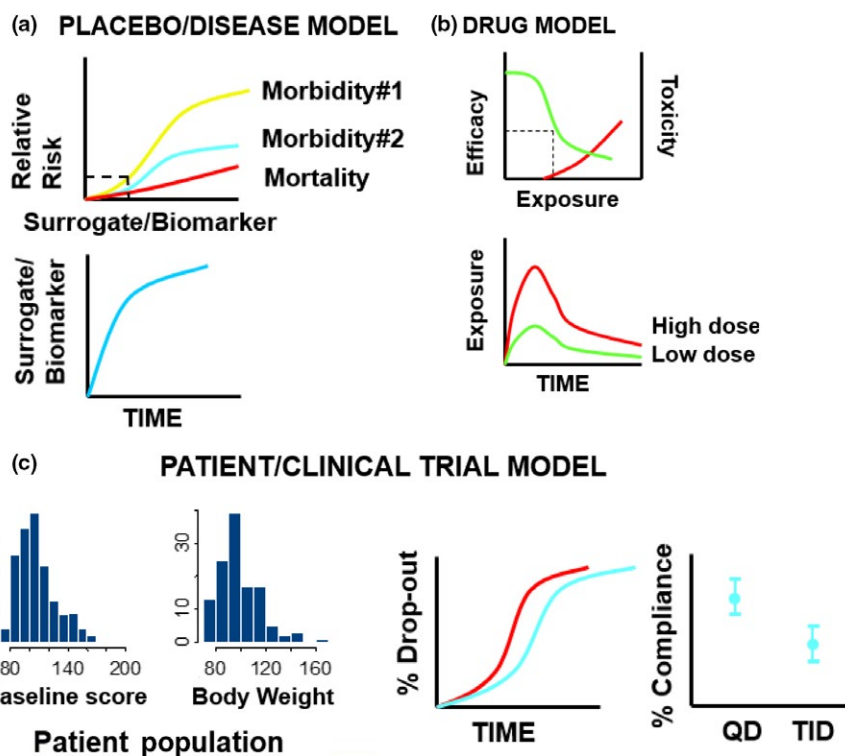 (a) PLACEBO/DISEASE MODEL
Relative
Risk
Morbidity#1
Morbidity#2
Mortality
Surrogate/Biomarker
Surrogate/
Biomarker
TIME
(b) DRUG MODEL
Efficacy
Toxicity
Exposure
Exposure
High dose
Low dose
TIME
(c) PATIENT/CLINICAL TRIAL MODEL
80 140 200
aseline score
0 10 30
80 120 160
Body Weight
Patient population
% Drop-out
TIME
% Compliance
QD TID